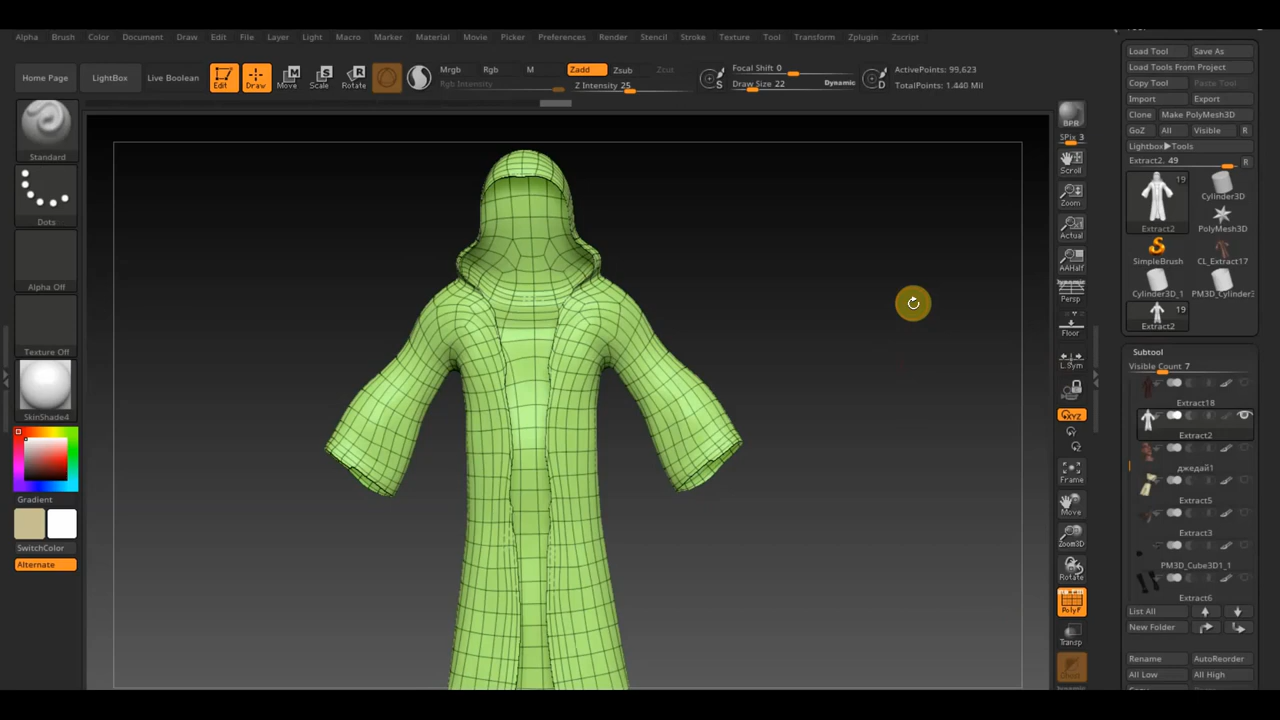 Alpha Brush Color Document Draw Edit File Layer Light Macro Marker Material Movie Picker Preferences Render Stencil Stroke Texture Tool Transform Zplugin Zscript
Home Page LightBox Live Boolean Edit Draw Move Scale Rotate
Mrgb Rgb M Zadd Zsub Zcut
Rgb Intensity Z Intensity 25
Focal Shift 0
Draw Size 22 Dynamic
S
D
ActivePoints: 99,623
TotalPoints: 1.440 Mil
Standard
Dots
Alpha Off
Texture Off
SkinShade4
Gradient
SwitchColor
Alternate
BPR
SPix 3
Scroll
Zoom
Actual
AAHalf
Dynamic
Persp
Floor
L.Sym
XYZ
Y
Z
Frame
Move
Zoom3D
Rotate
PolyF
Transp
Ghost
Load Tool Save As
Load Tools From Project
Copy Tool Paste Tool
Import Export
Clone Make PolyMesh3D
GoZ All Visible R
Lightbox▶Tools
Extract2. 49 R
19
Extract2 Cylinder3D
PolyMesh3D
SimpleBrush CL_Extract17
Cylinder3D_1 PM3D_Cylinder3
19
Extract2
Subtool
Visible Count 7
Extract18
Extract2
джедай1
Extract5
Extract3
PM3D_Cube3D1_1
Extract6
List All
New Folder
Rename AutoReorder
All Low All High